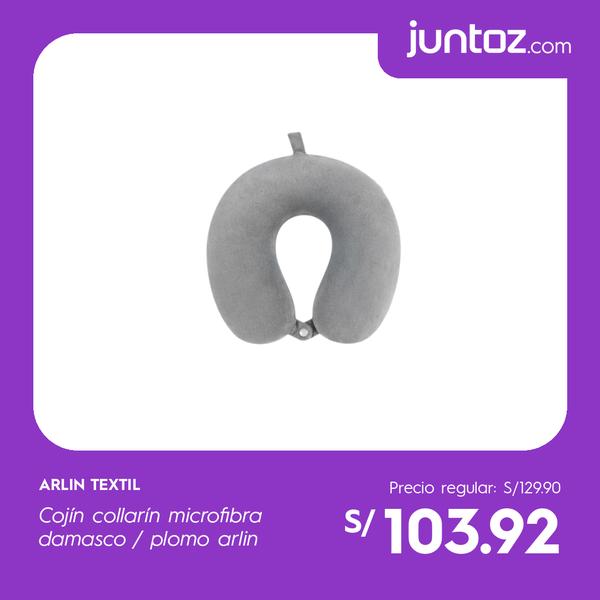 juntoz.com
ARLIN TEXTIL
Cojín collarín microfibra
damasco / plomo arlin
Precio regular: S/129.90
S/ 103.92